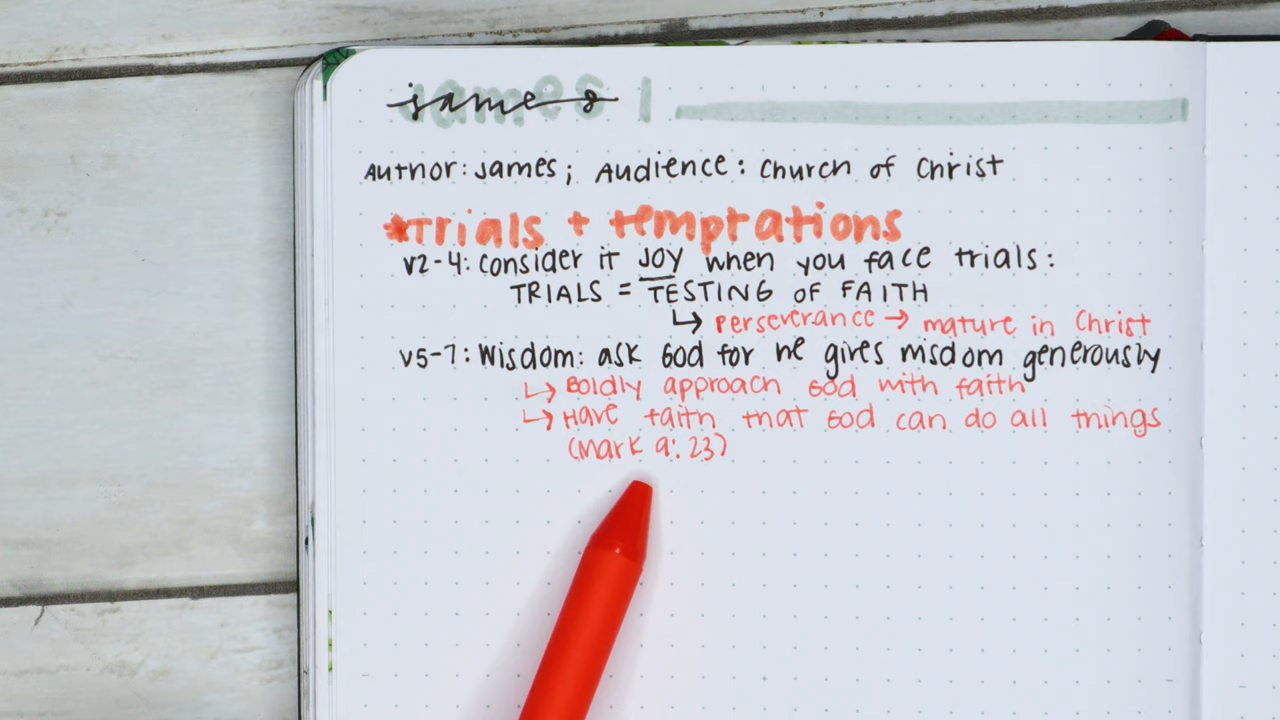 james 1
Author: James; Audience: Church of Christ
*Trials + temptations
v2-4: Consider it JOY when you face trials:
TRIALS = TESTING OF FAITH
↳ Perseverance → mature in Christ
v5-7: Wisdom: ask God for he gives wisdom generously
↳ Boldly approach God with faith
↳ Have faith that God can do all things
(Mark 9:23)